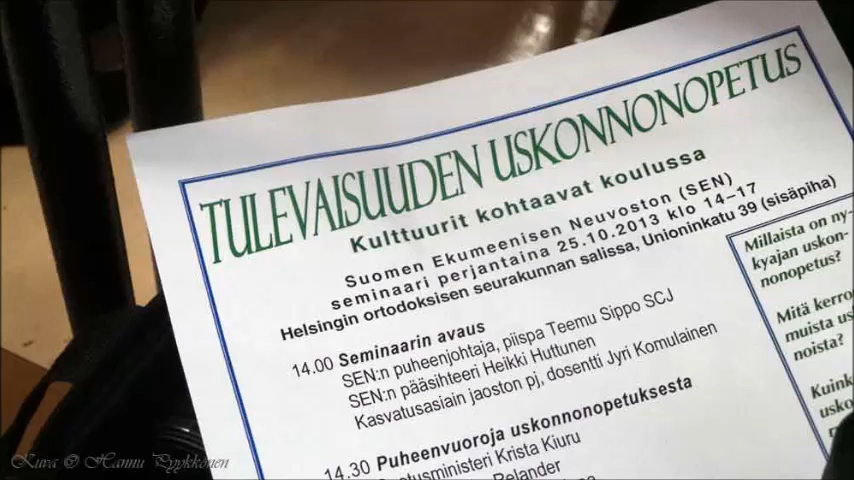 TULEVAISUUDEN USKONNONOPETUS
Kulttuurit kohtaavat koulussa
Suomen Ekumeenisen Neuvoston (SEN)
seminaari perjantaina 25.10.2013 klo 14–17
Helsingin ortodoksisen seurakunnan salissa, Unioninkatu 39 (sisäpiha)
14.00 Seminaarin avaus
SEN:n puheenjohtaja, piispa Teemu Sippo SCJ
SEN:n pääsihteeri Heikki Huttunen
Kasvatusasiain jaoston pj, dosentti Jyri Komulainen
14.30 Puheenvuoroja uskonnonopetuksesta
Krista Kiuru
Relander
Millaista on ny-
kyajan uskon-
nonopetus?
Mitä kerro
muista us
noista?
Kuink
usko
Kuva © Hannu Pyykkönen